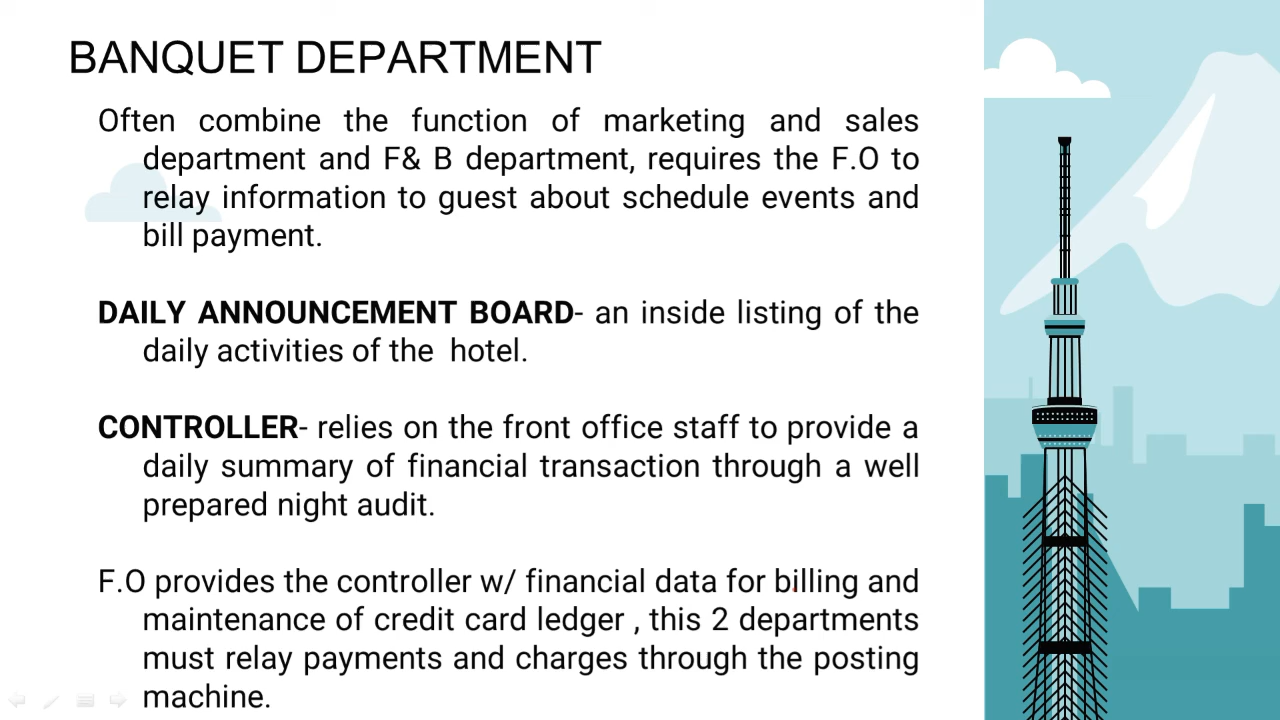 BANQUET DEPARTMENT
Often combine the function of marketing and sales
department and F& B department, requires the F.O to
relay information to guest about schedule events and
bill payment.
DAILY ANNOUNCEMENT BOARD- an inside listing of the
daily activities of the  hotel.
CONTROLLER- relies on the front office staff to provide a
daily summary of financial transaction through a well
prepared night audit.
F.O provides the controller w/ financial data for billing and
maintenance of credit card ledger , this 2 departments
must relay payments and charges through the posting
machine.